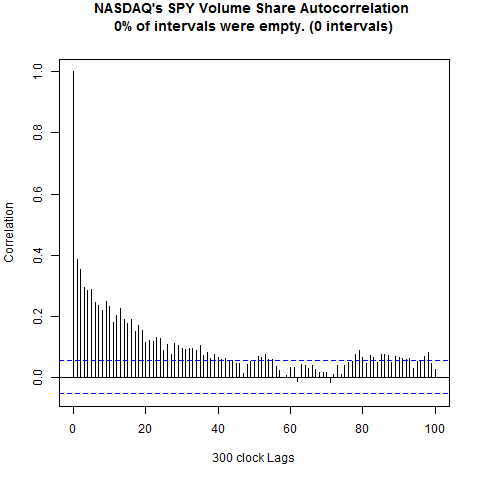 NASDAQ's SPY Volume Share Autocorrelation
0% of intervals were empty. (0 intervals)
1.0
0.8
0.6
0.4
0.2
0.0
Correlation
0 20 40 60 80 100
300 clock Lags